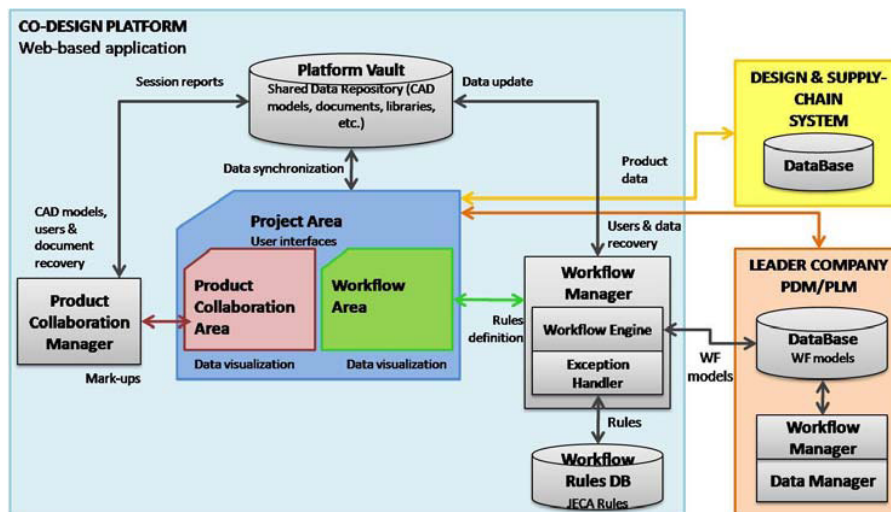 CO-DESIGN PLATFORM
Web-based application
Platform Vault
Shared Data Repository (CAD
models, documents, libraries,
etc.)
Session reports
Data update
Data synchronization
DESIGN & SUPPLY-
CHAIN
SYSTEM
DataBase
Product
data
CAD models,
users &
document
recovery
Project Area
User interfaces
Users & data
recovery
Product
Collaboration
Manager
Mark-ups
Product
Collaboration
Area
Data visualization
Workflow
Area
Data visualization
Rules
definition
Workflow
Manager
Workflow Engine
Exception
Handler
Rules
Workflow
Rules DB
JECA Rules
WF
models
LEADER COMPANY
PDM/PLM
DataBase
WF models
Workflow
Manager
Data Manager